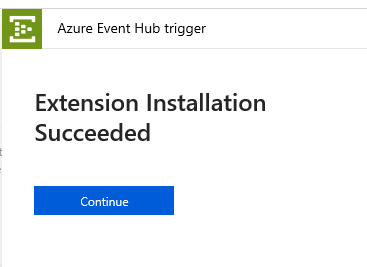 Azure Event Hub trigger
Extension Installation
Succeeded
Continue